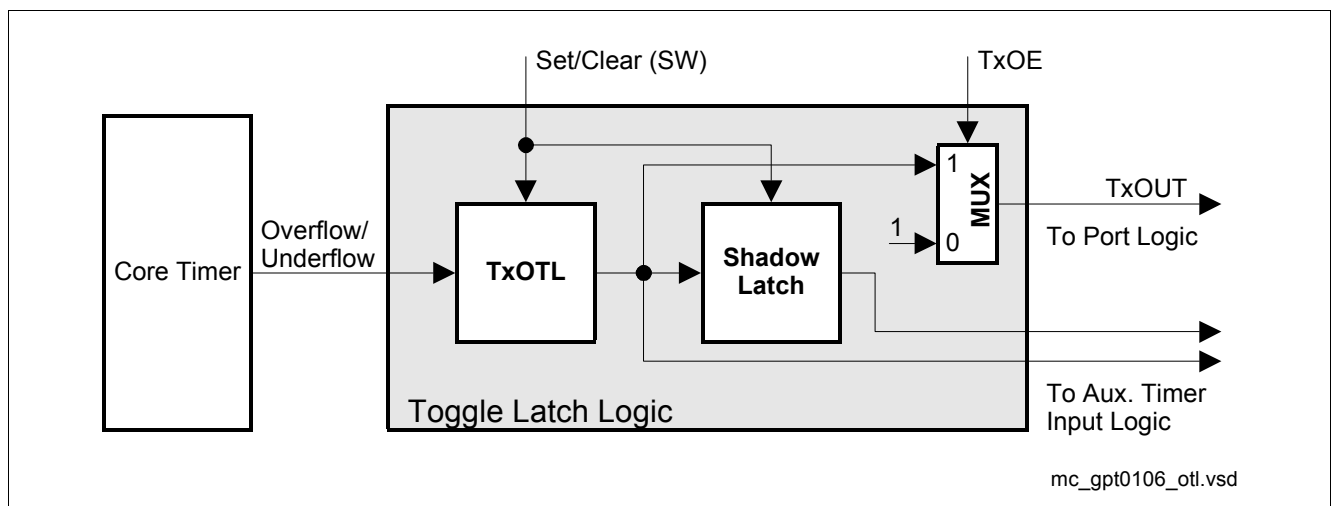 Set/Clear (SW)
TxOE
Core Timer
Overflow/
Underflow
TxOTL
Shadow
Latch
1
MUX
1
0
TxOUT
To Port Logic
To Aux. Timer
Input Logic
Toggle Latch Logic
mc_gpt0106_otl.vsd